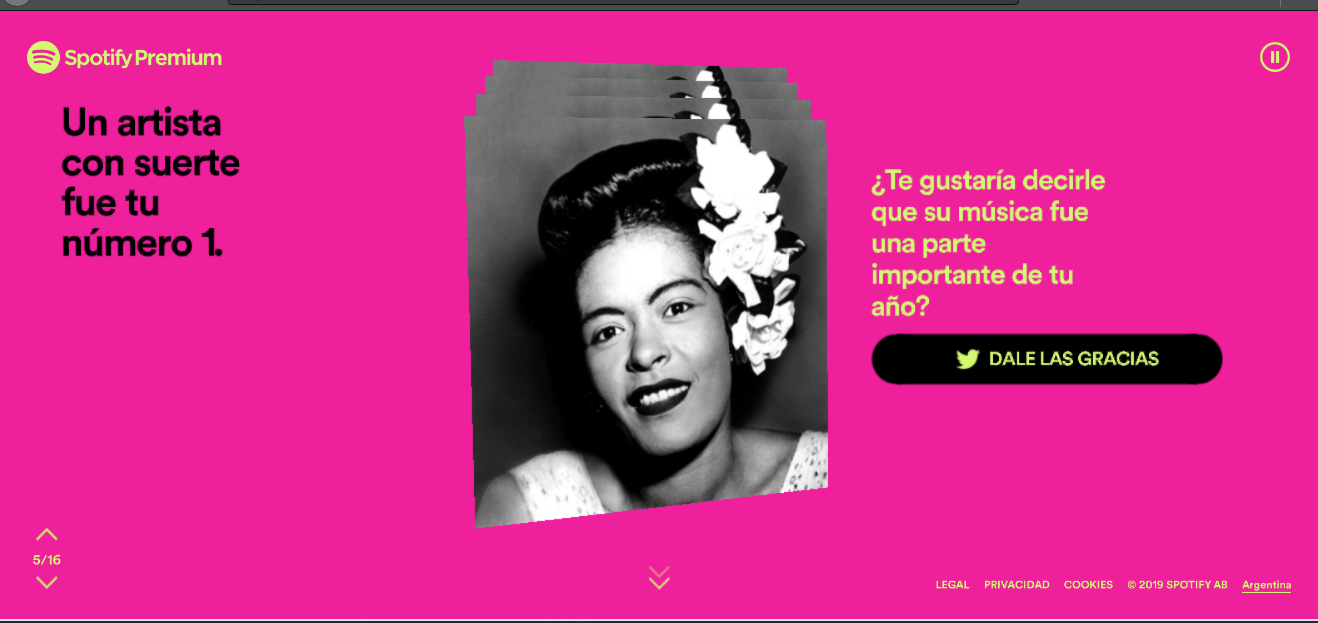 Spotify Premium
Un artista
con suerte
fue tu
número 1.
¿Te gustaría decirle
que su música fue
una parte
importante de tu
año?
DALE LAS GRACIAS
5/16
LEGAL PRIVACIDAD COOKIES © 2019 SPOTIFY AB Argentina